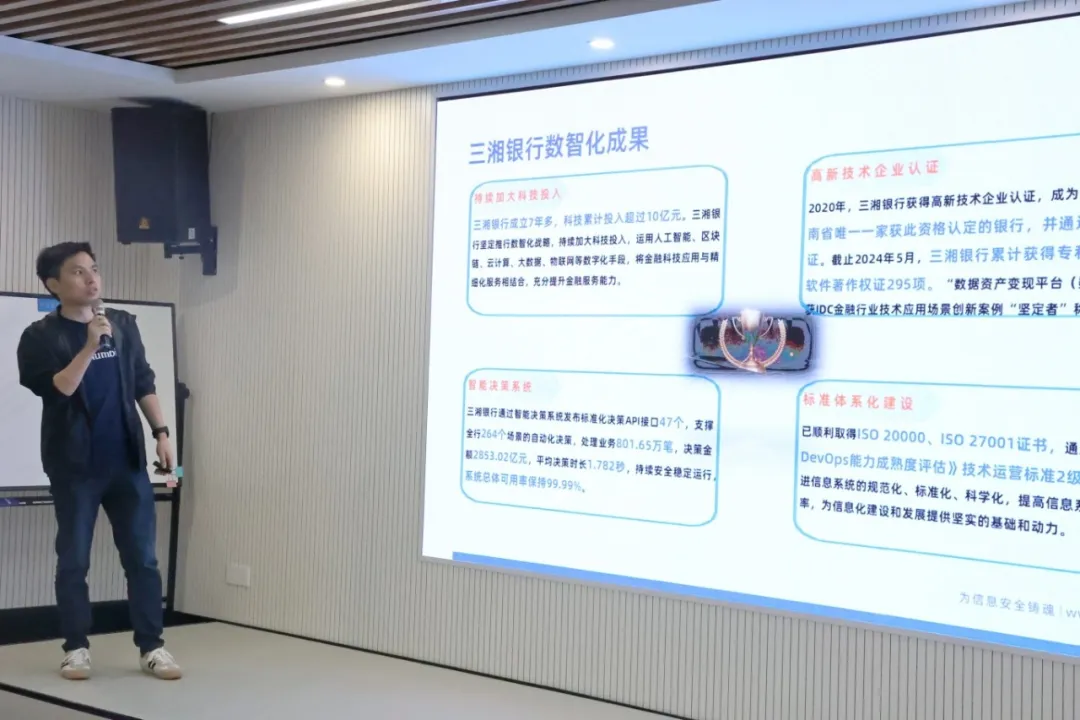 三湘银行数智化成果
持续加大科技投入
三湘银行成立7年多，科技累计投入超过10亿元。三湘银
行坚定推行数智化战略，持续加大科技投入，运用人工智能、区块
链、云计算、大数据、物联网等数字化手段，将金融科技应用与精
细化服务相结合，充分提升金融服务能力。
高新技术企业认证
2020年，三湘银行获得高新技术企业认证，成为
南省唯一一家获此资格认定的银行，并通
证。截止2024年5月，三湘银行累计获得专
软件著作权证295项。“数据资产变现平台（
获IDC金融行业技术应用场景创新案例“坚定者”
智能决策系统
三湘银行通过智能决策系统发布标准化决策API接口47个，支撑
全行264个场景的自动化决策，处理业务801.65万笔，决策金
额2853.02亿元，平均决策时长1.782秒，持续安全稳定运行，
系统总体可用率保持99.99%。
标准体系化建设
已顺利取得ISO 20000、ISO 27001证书，通
DevOps能力成熟度评估》技术运营标准2级
进信息系统的规范化、标准化、科学化，提高信息系
率，为信息化建设和发展提供坚实的基础和动力。
为信息安全铸魂 | w